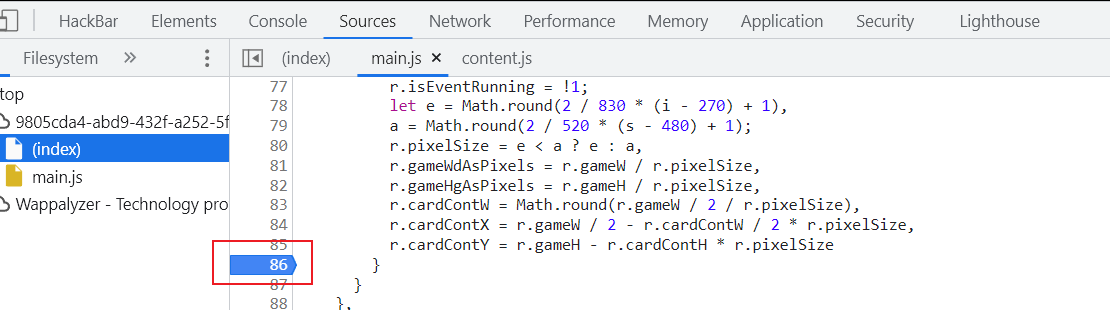 HackBar Elements Console Sources Network Performance Memory Application Security Lighthouse
Filesystem » (index) main.js × content.js
top
9805cda4-abd9-432f-a252-5f
(index)
main.js
Wappalyzer - Technology pro
77 r.isEventRunning = !1;
78 let e = Math.round(2 / 830 * (i - 270) + 1),
79 a = Math.round(2 / 520 * (s - 480) + 1);
80 r.pixelSize = e < a ? e : a,
81 r.gameWdAsPixels = r.gameW / r.pixelSize,
82 r.gameHgAsPixels = r.gameH / r.pixelSize,
83 r.cardContW = Math.round(r.gameW / 2 / r.pixelSize),
84 r.cardContX = r.gameW / 2 - r.cardContW / 2 * r.pixelSize,
85 r.cardContY = r.gameH - r.cardContH * r.pixelSize
86 }
87 }
88 },